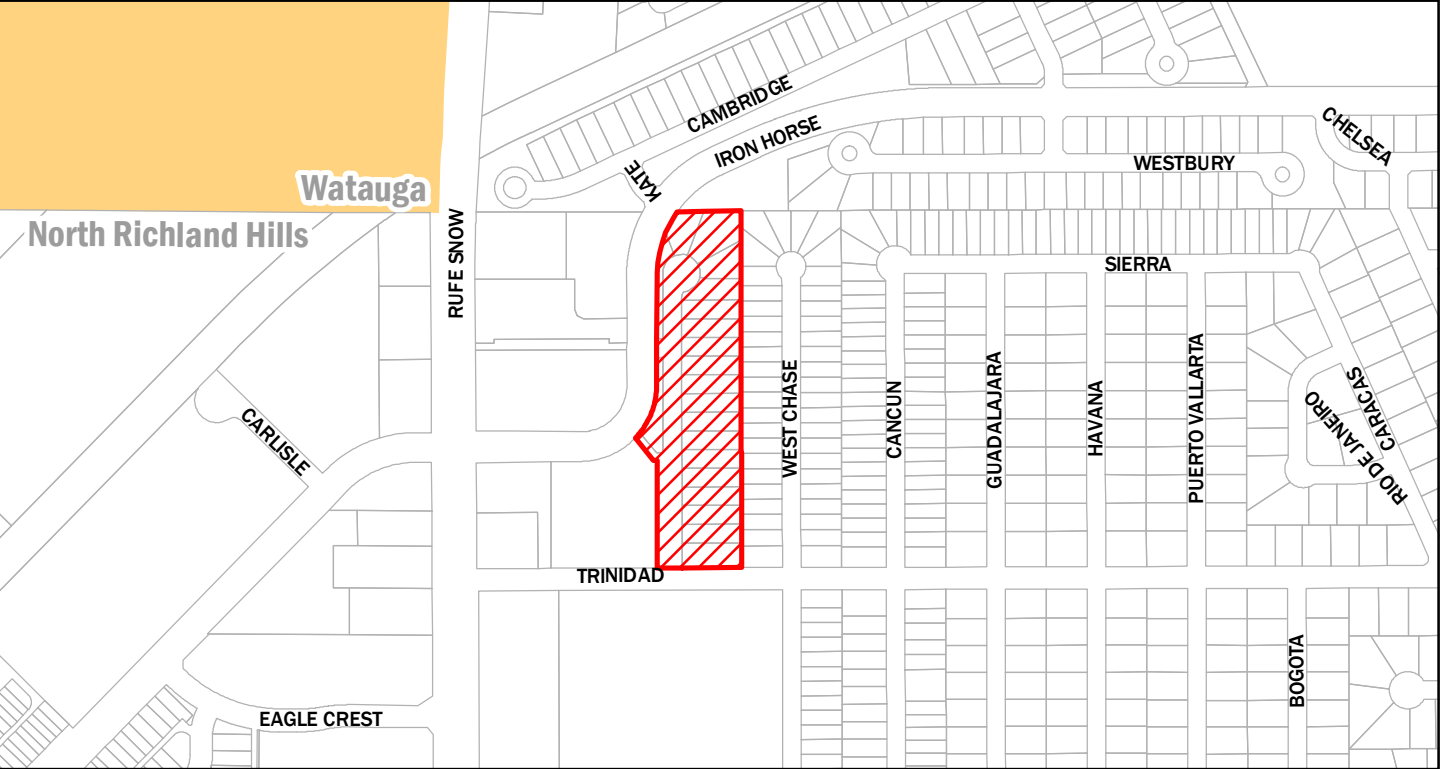 CAMBRIDGE
IRON HORSE
CHELSEA
WESTBURY
KATE
Watauga
North Richland Hills
RUFE SNOW
SIERRA
WEST CHASE
CANCUN
GUADALAJARA
HAVANA
PUERTO VALLARTA
CARACAS
RIO DE JANEIRO
CARLISLE
TRINIDAD
BOGOTA
EAGLE CREST